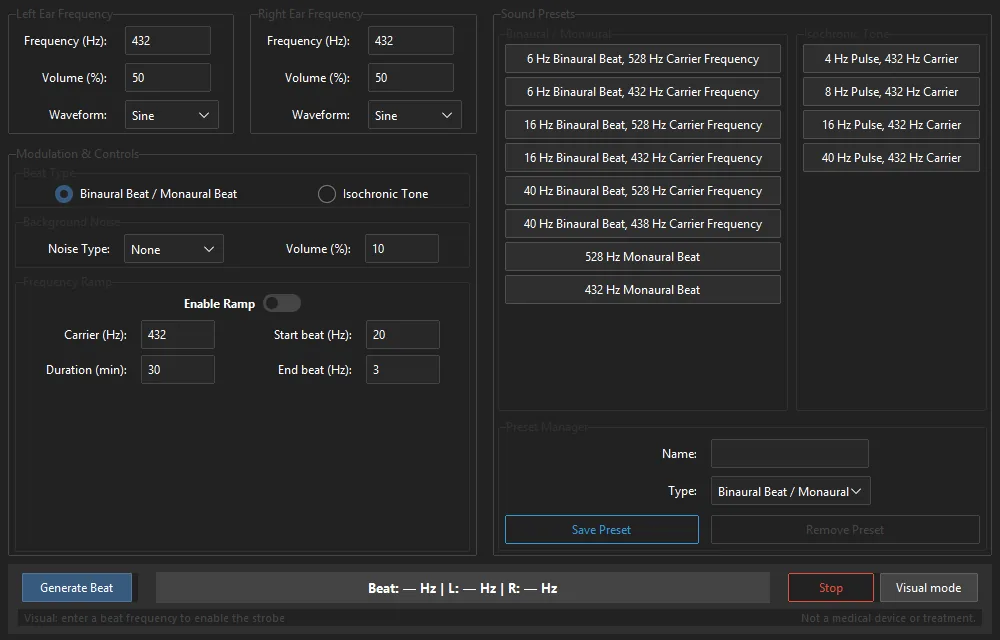 Left Ear Frequency
Frequency (Hz): 432
Volume (%): 50
Waveform: Sine
Right Ear Frequency
Frequency (Hz): 432
Volume (%): 50
Waveform: Sine
Modulation & Controls
Beat Type
Binaural Beat / Monaural Beat
Isochronic Tone
Background Noise
Noise Type: None
Volume (%): 10
Frequency Ramp
Enable Ramp
Carrier (Hz): 432
Start beat (Hz): 20
Duration (min): 30
End beat (Hz): 3
Sound Presets
Binaural / Monaural
6 Hz Binaural Beat, 528 Hz Carrier Frequency
6 Hz Binaural Beat, 432 Hz Carrier Frequency
16 Hz Binaural Beat, 528 Hz Carrier Frequency
16 Hz Binaural Beat, 432 Hz Carrier Frequency
40 Hz Binaural Beat, 528 Hz Carrier Frequency
40 Hz Binaural Beat, 438 Hz Carrier Frequency
528 Hz Monaural Beat
432 Hz Monaural Beat
Isochronic Tone
4 Hz Pulse, 432 Hz Carrier
8 Hz Pulse, 432 Hz Carrier
16 Hz Pulse, 432 Hz Carrier
40 Hz Pulse, 432 Hz Carrier
Preset Manager
Name:
Type: Binaural Beat / Monaural
Save Preset
Remove Preset
Generate Beat
Beat: — Hz | L: — Hz | R: — Hz
Stop
Visual mode
Visual: enter a beat frequency to enable the strobe
Not a medical device or treatment.